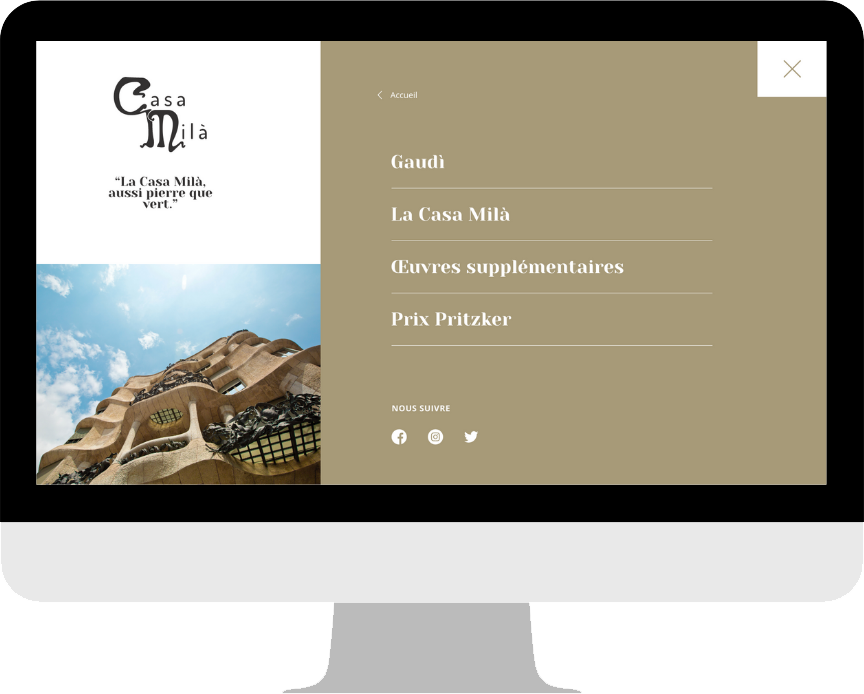 Casa
Milà
“La Casa Milà,
aussi pierre que
vert.”
Accueil
Gaudì
La Casa Milà
Œuvres supplémentaires
Prix Pritzker
NOUS SUIVRE